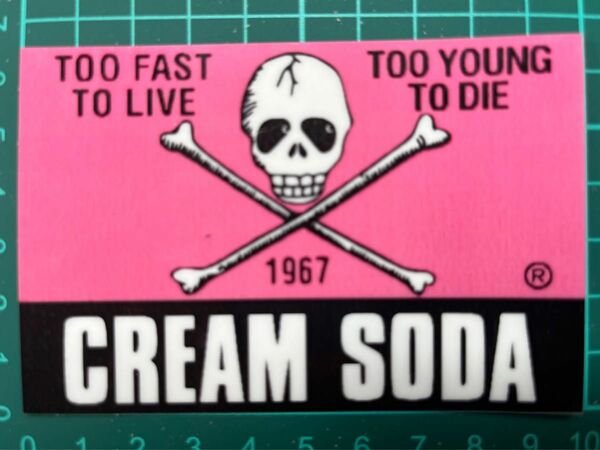 TOO FAST
TO LIVE
TOO YOUNG
TO DIE
1967
®
CREAM SODA
0 1 2 3 4 5 6 7 8 9 10